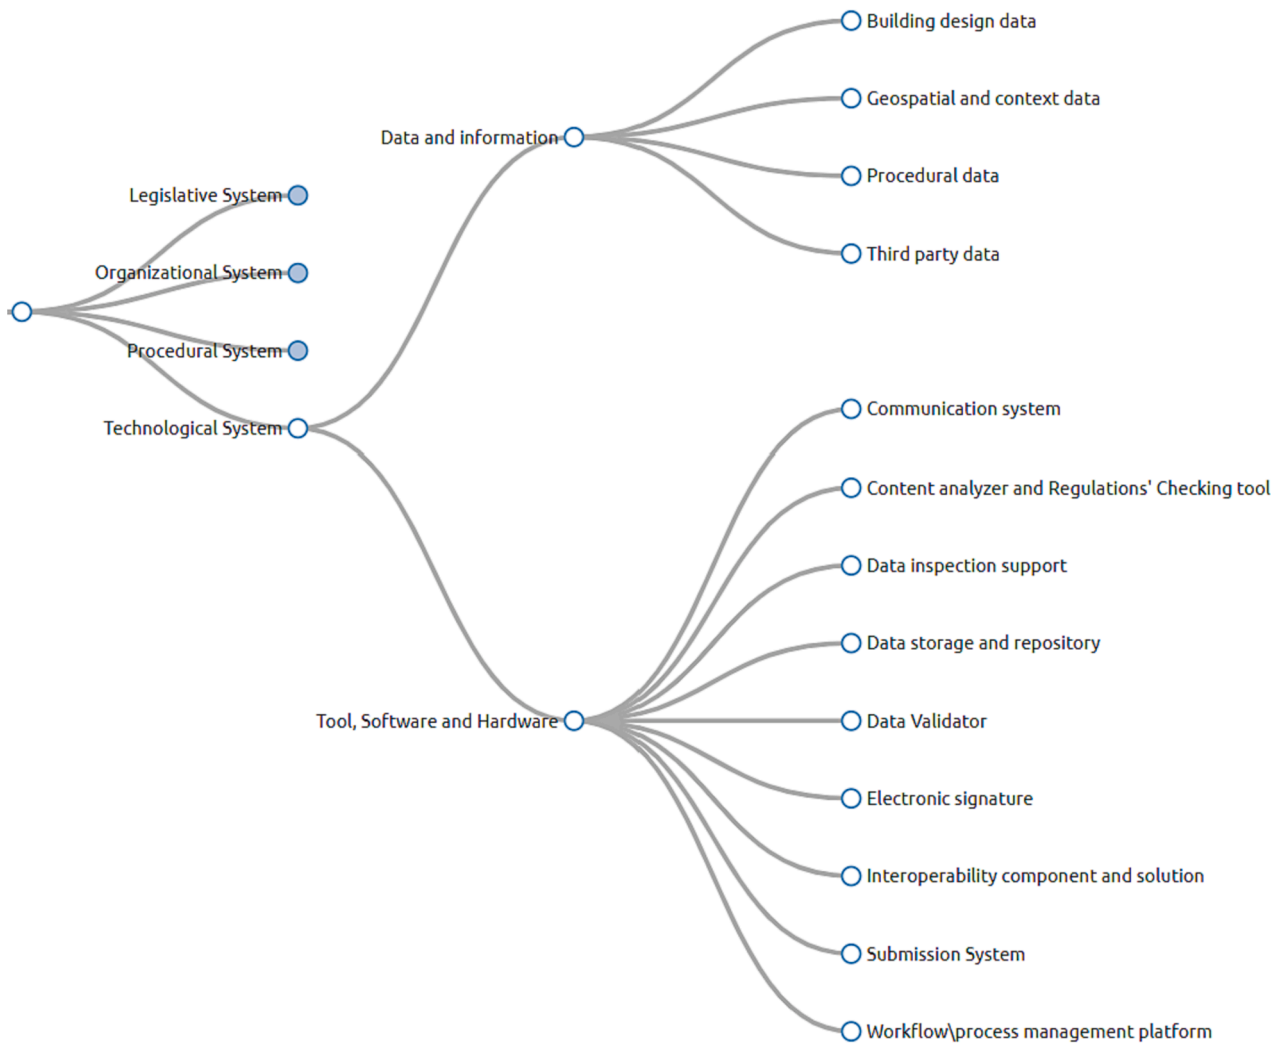 Legislative System
Organizational System
Procedural System
Technological System
Data and information
Building design data
Geospatial and context data
Procedural data
Third party data
Tool, Software and Hardware
Communication system
Content analyzer and Regulations' Checking tool
Data inspection support
Data storage and repository
Data Validator
Electronic signature
Interoperability component and solution
Submission System
Workflow\process management platform